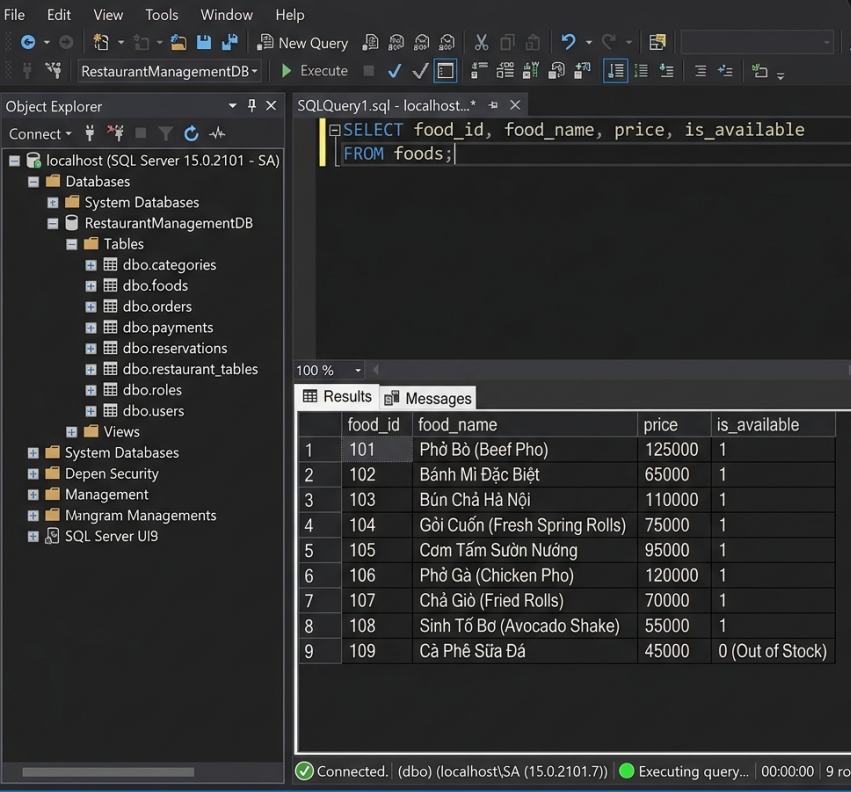 File Edit View Tools Window Help
New Query
RestaurantManagementDB Execute
Object Explorer
Connect
localhost (SQL Server 15.0.2101 - SA)
Databases
System Databases
RestaurantManagementDB
Tables
dbo.categories
dbo.foods
dbo.orders
dbo.payments
dbo.reservations
dbo.restaurant_tables
dbo.roles
dbo.users
Views
System Databases
Depen Security
Management
Mangram Managements
SQL Server UI9
SQLQuery1.sql - localhost...*
SELECT food_id, food_name, price, is_available
FROM foods;
100 %
Results Messages
food_id food_name price is_available
1 101 Phở Bò (Beef Pho) 125000 1
2 102 Bánh Mì Đặc Biệt 65000 1
3 103 Bún Chả Hà Nội 110000 1
4 104 Gỏi Cuốn (Fresh Spring Rolls) 75000 1
5 105 Cơm Tấm Sườn Nướng 95000 1
6 106 Phở Gà (Chicken Pho) 120000 1
7 107 Chả Giò (Fried Rolls) 70000 1
8 108 Sinh Tố Bơ (Avocado Shake) 55000 1
9 109 Cà Phê Sữa Đá 45000 0 (Out of Stock)
Connected. (dbo) (localhost\SA (15.0.2101.7)) Executing query... 00:00:00 9 ro